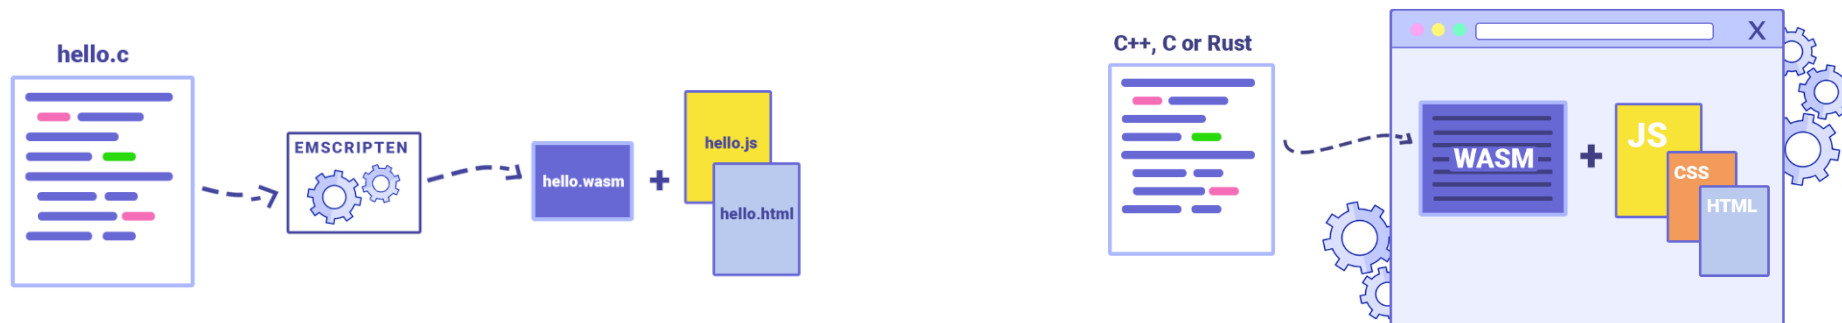 hello.c
EMSCRIPTEN
hello.wasm
+
hello.js
hello.html
C++, C or Rust
X
WASM
+
JS
CSS
HTML